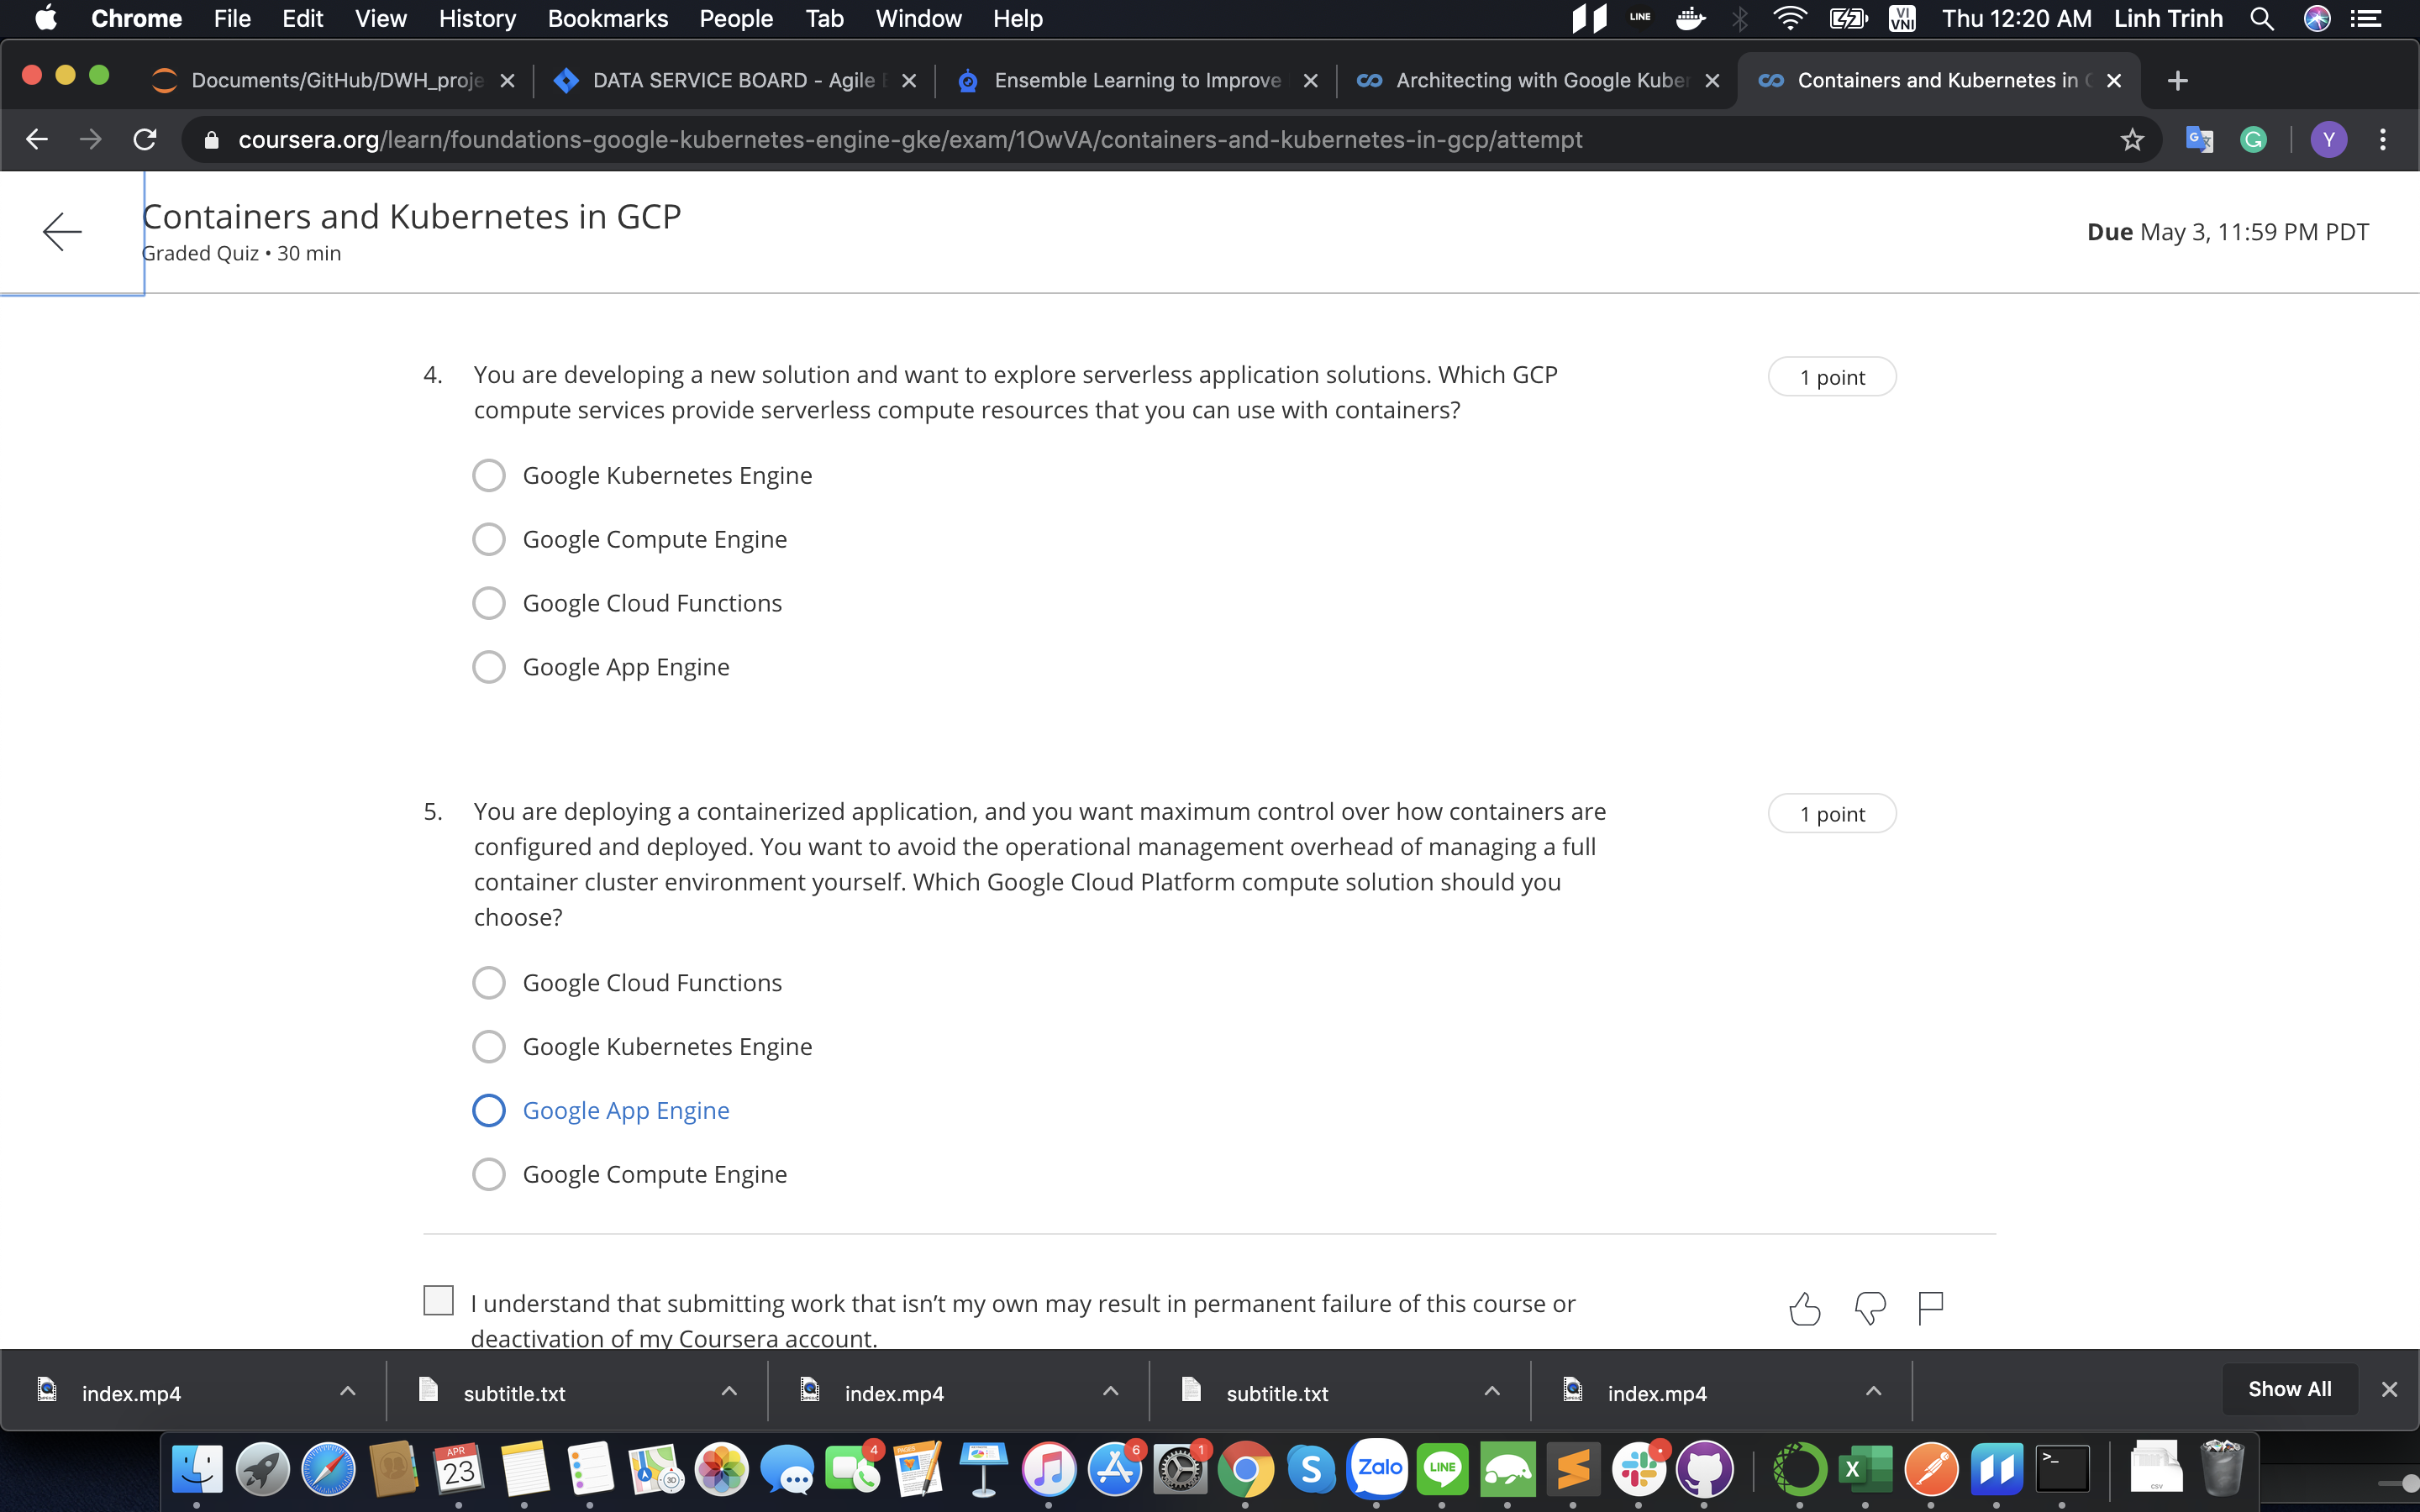 Chrome File Edit View History Bookmarks People Tab Window Help LINE VI VNI Thu 12:20 AM Linh Trinh
Documents/GitHub/DWH_proje DATA SERVICE BOARD - Agile Ensemble Learning to Improve Architecting with Google Kuber Containers and Kubernetes in
coursera.org/learn/foundations-google-kubernetes-engine-gke/exam/1OwVA/containers-and-kubernetes-in-gcp/attempt Y
Containers and Kubernetes in GCP
Graded Quiz • 30 min
Due May 3, 11:59 PM PDT
4. You are developing a new solution and want to explore serverless application solutions. Which GCP
compute services provide serverless compute resources that you can use with containers?
1 point
Google Kubernetes Engine
Google Compute Engine
Google Cloud Functions
Google App Engine
5. You are deploying a containerized application, and you want maximum control over how containers are
configured and deployed. You want to avoid the operational management overhead of managing a full
container cluster environment yourself. Which Google Cloud Platform compute solution should you
choose?
1 point
Google Cloud Functions
Google Kubernetes Engine
Google App Engine
Google Compute Engine
I understand that submitting work that isn't my own may result in permanent failure of this course or
deactivation of my Coursera account.
index.mp4 subtitle.txt index.mp4 subtitle.txt index.mp4 Show All
APR 23 3D 4 PAGES 6 1 S Zalo LINE X >_ CSV